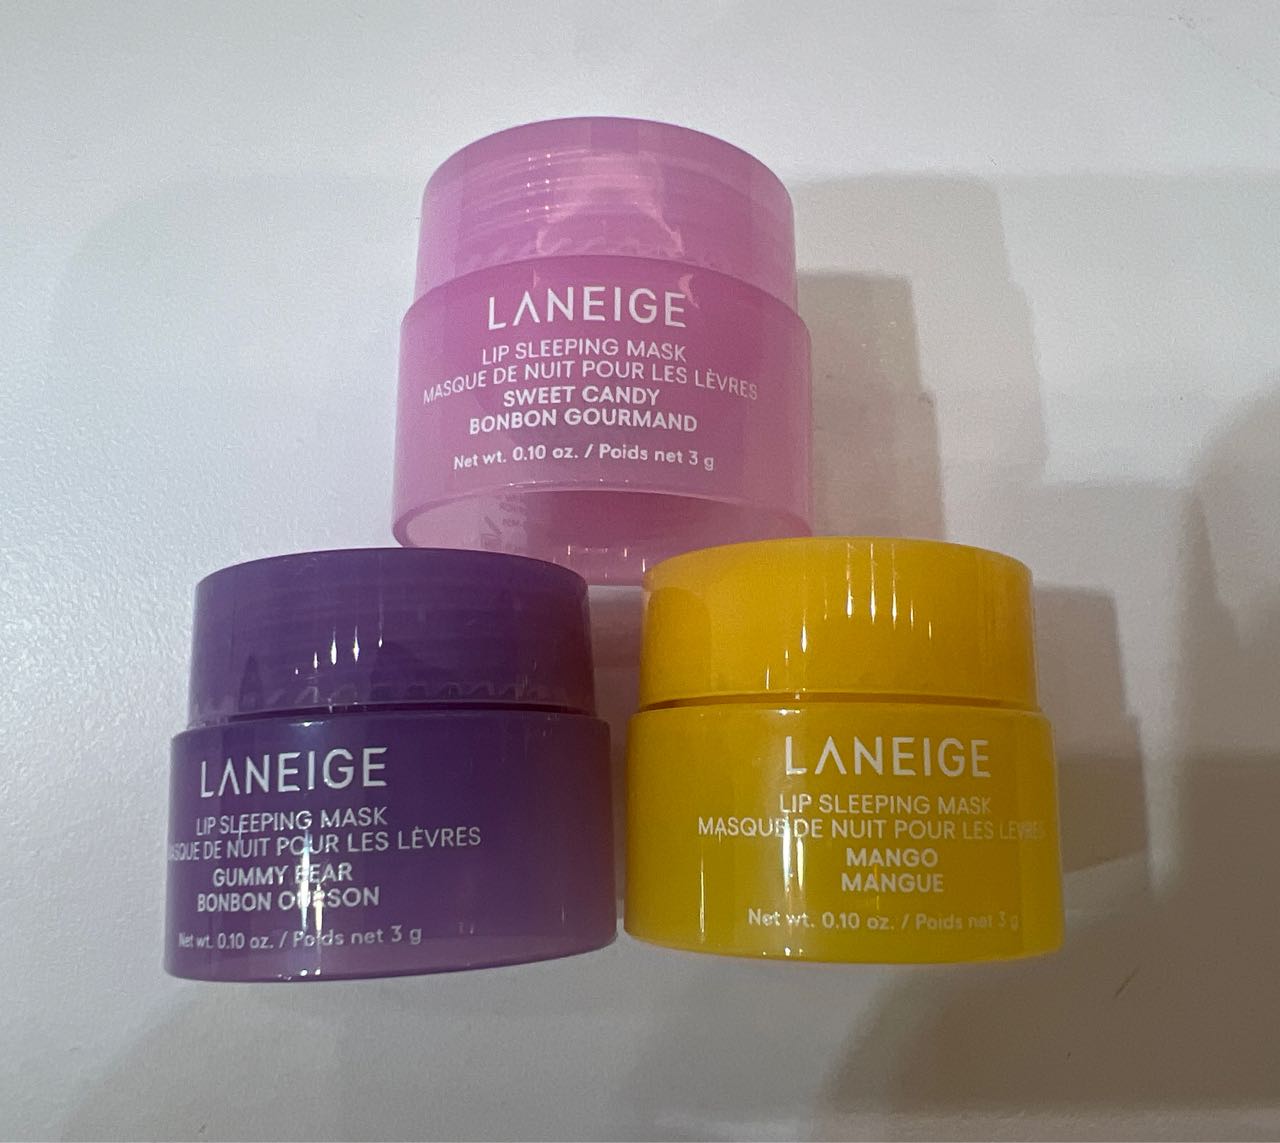 LANEIGE
LIP SLEEPING MASK
MASQUE DE NUIT POUR LES LÈVRES
SWEET CANDY
BONBON GOURMAND
Net wt. 0.10 oz. / Poids net 3 g
LANEIGE
LIP SLEEPING MASK
MASQUE DE NUIT POUR LES LÈVRES
GUMMY BEAR
BONBON OURSON
Net wt. 0.10 oz. / Poids net 3 g
LANEIGE
LIP SLEEPING MASK
MASQUE DE NUIT POUR LES LÈVRES
MANGO
MANGUE
Net wt. 0.10 oz. / Poids net 3 g